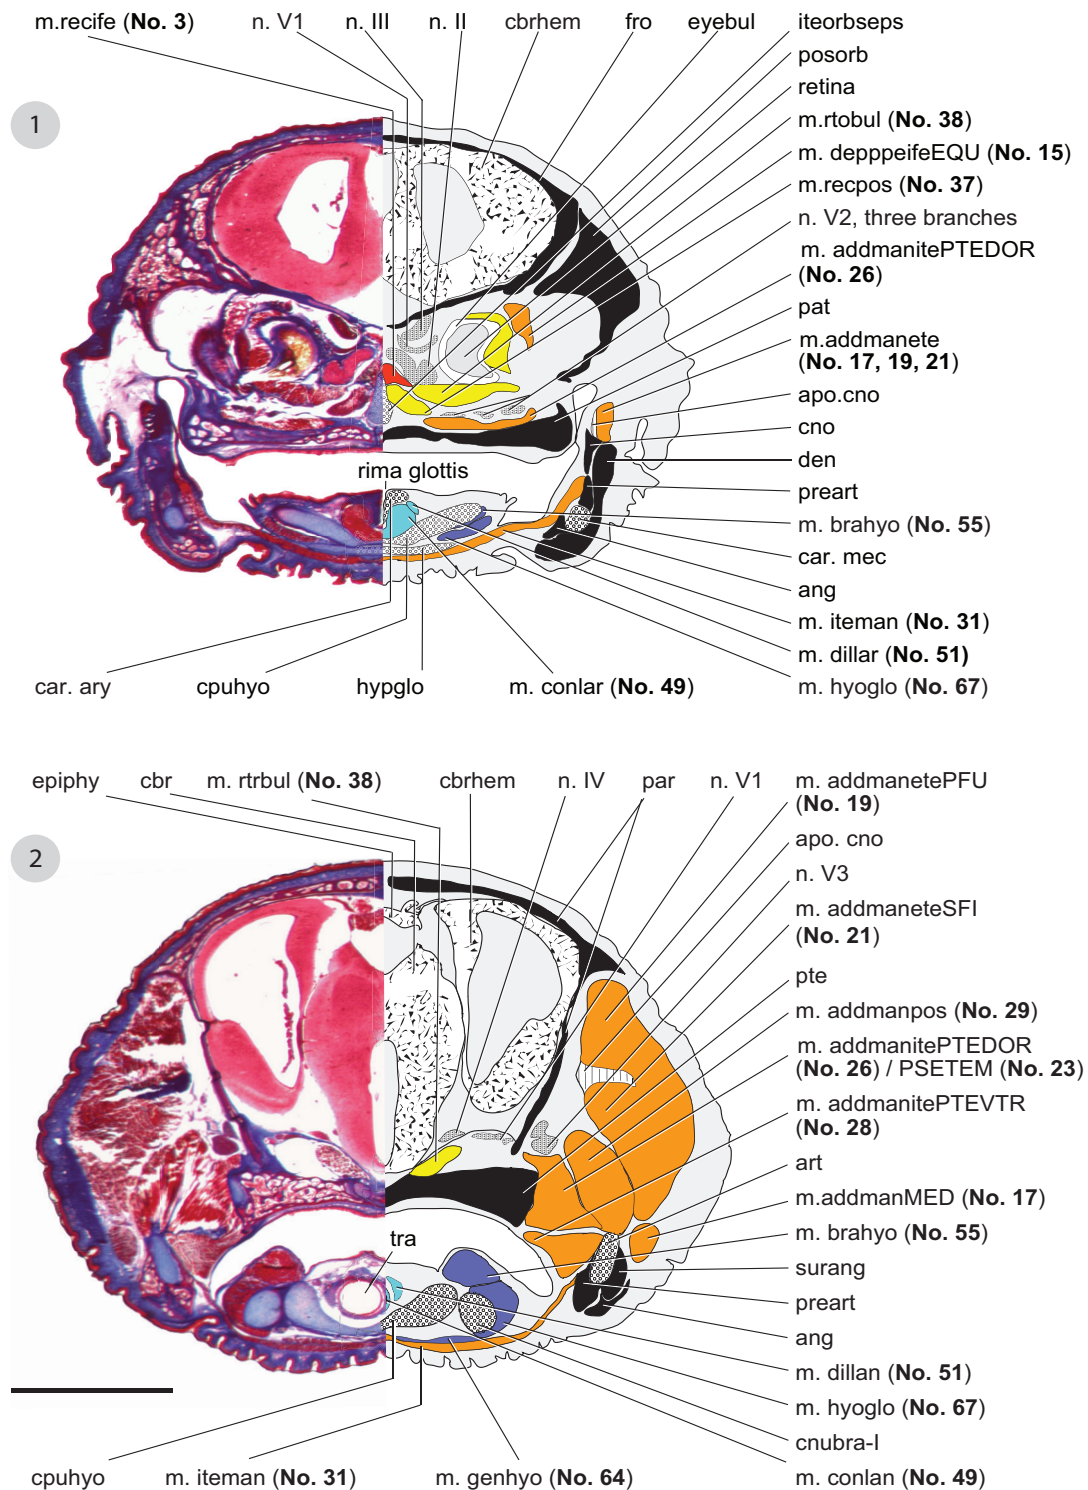 m.recife (No. 3)
n. V1
n. III
n. II
cbrhem
fro
eyebul
iteorbseps
posorb
retina
m.rtobul (No. 38)
m. depppeifeEQU (No. 15)
m.recpos (No. 37)
n. V2, three branches
m. addmanitePTEDOR
(No. 26)
pat
m.addmanete
(No. 17, 19, 21)
apo.cno
cno
den
preart
m. brahyo (No. 55)
car. mec
ang
m. iteman (No. 31)
m. dillar (No. 51)
m. hyoglo (No. 67)
1
rima glottis
car. ary
cpuhyo
hypglo
m. conlar (No. 49)
epiphy
cbr
m. rtrbul (No. 38)
cbrhem
n. IV
par
n. V1
m. addmanetePFU
(No. 19)
apo. cno
n. V3
m. addmaneteSFI
(No. 21)
pte
m. addmanpos (No. 29)
m. addmanitePTEDOR
(No. 26) / PSETEM (No. 23)
m. addmanitePTEVTR
(No. 28)
art
m.addmanMED (No. 17)
m. brahyo (No. 55)
surang
preart
ang
m. dillan (No. 51)
m. hyoglo (No. 67)
cnubra-I
m. conlan (No. 49)
2
tra
cpuhyo
m. iteman (No. 31)
m. genhyo (No. 64)